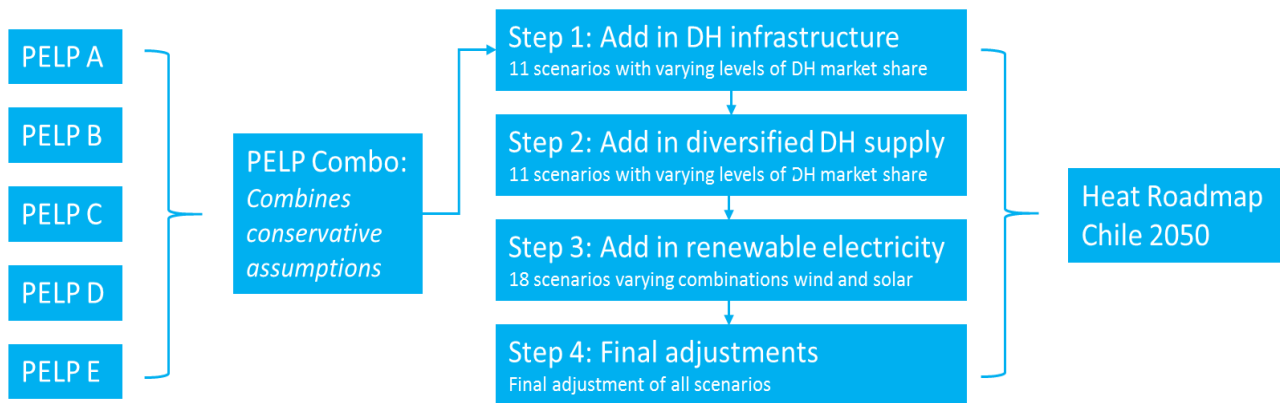 PELP A
PELP B
PELP C
PELP D
PELP E
PELP Combo:
Combines
conservative
assumptions
Step 1: Add in DH infrastructure
11 scenarios with varying levels of DH market share
Step 2: Add in diversified DH supply
11 scenarios with varying levels of DH market share
Step 3: Add in renewable electricity
18 scenarios varying combinations wind and solar
Step 4: Final adjustments
Final adjustment of all scenarios
Heat Roadmap
Chile 2050